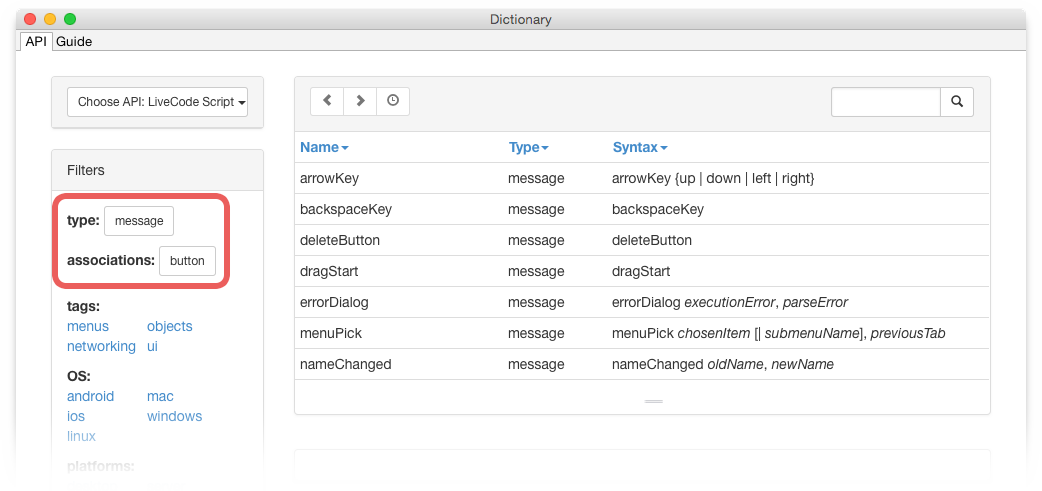 Dictionary
API Guide
Choose API: LiveCode Script
Filters
type: message
associations: button
tags:
menus objects
networking ui
OS:
android mac
ios windows
linux
platforms:
Name Type Syntax
arrowKey message arrowKey {up | down | left | right}
backspaceKey message backspaceKey
deleteButton message deleteButton
dragStart message dragStart
errorDialog message errorDialog executionError, parseError
menuPick message menuPick chosenItem [| submenuName], previousTab
nameChanged message nameChanged oldName, newName